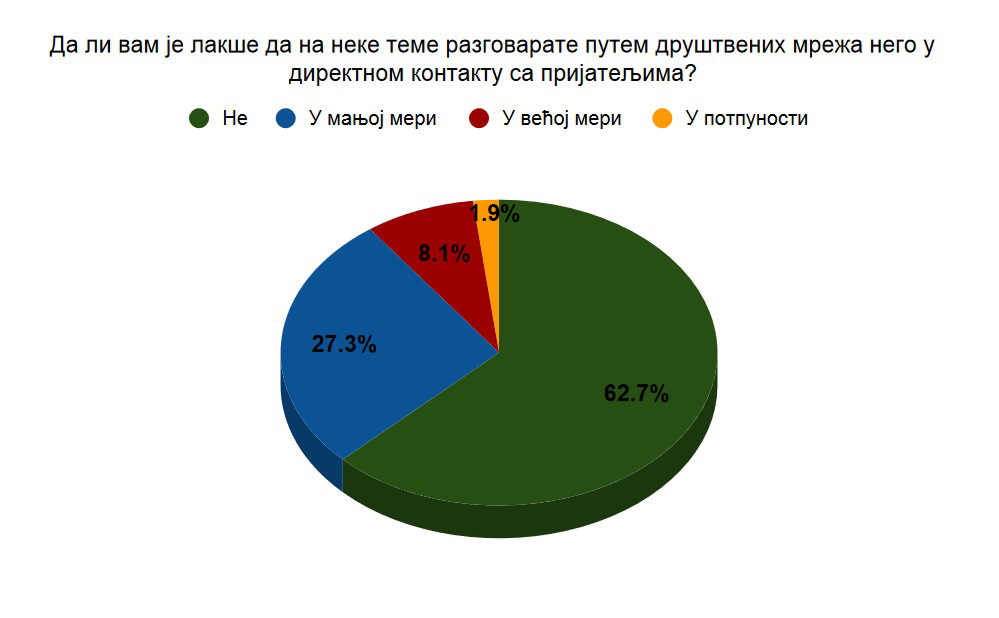 Да ли вам је лакше да на неке теме разговарате путем друштвених мрежа него у
директном контакту са пријатељима?
Не У мањој мери У већој мери У потпуности
1.9%
8.1%
27.3%
62.7%